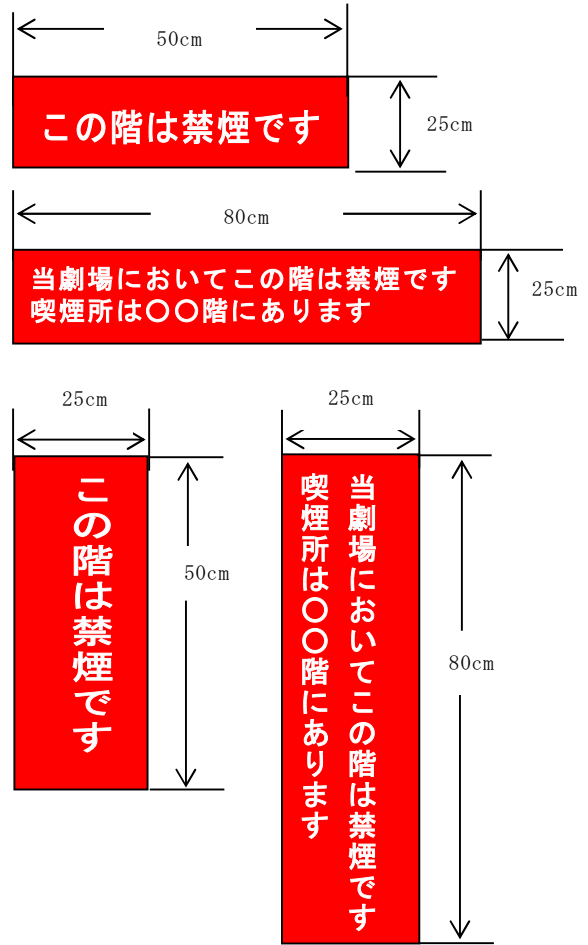 50cm
この階は禁煙です
25cm
80cm
当劇場においてこの階は禁煙です
喫煙所は〇〇階にあります
25cm
25cm
この階は禁煙です
50cm
25cm
当劇場においてこの階は禁煙です
喫煙所は〇〇階にあります
80cm